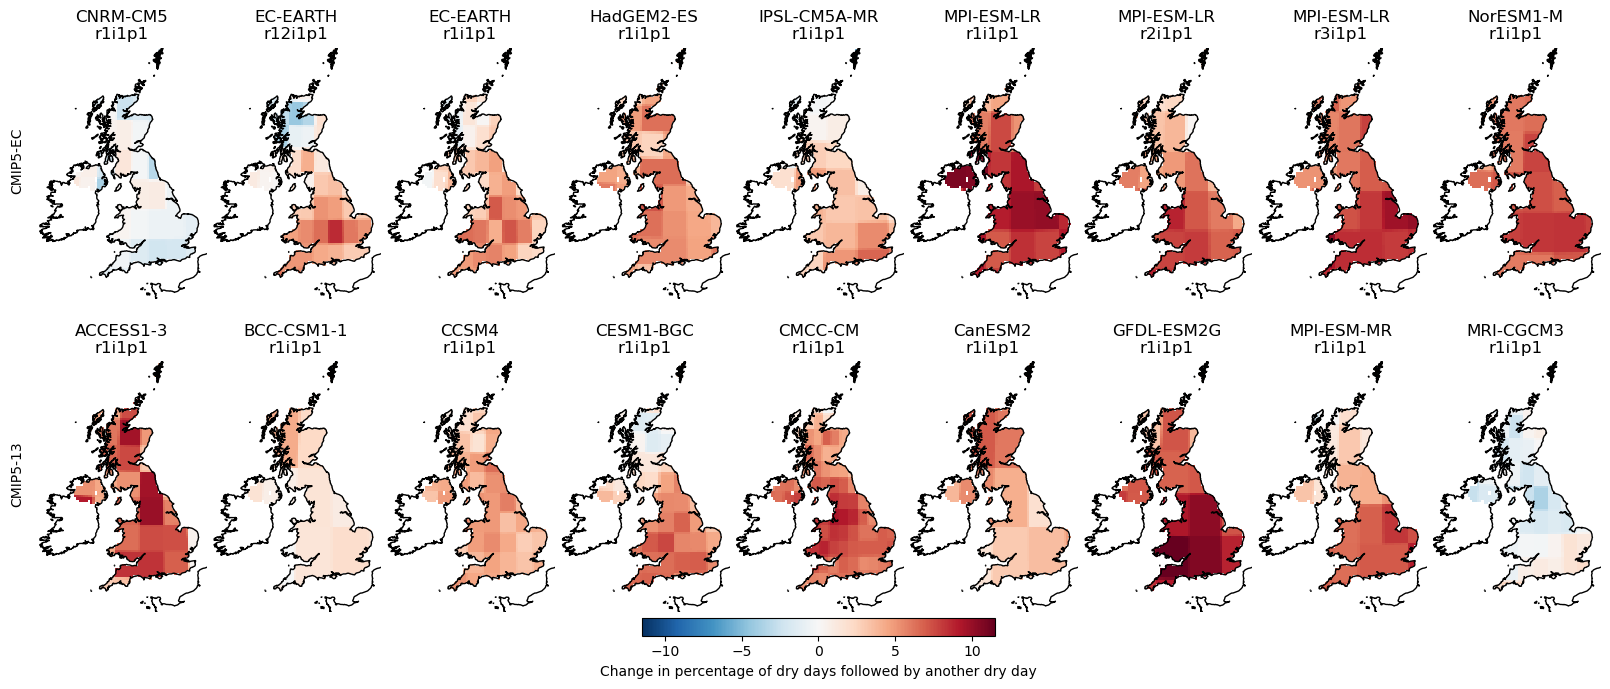 CNRM-CM5
r1i1p1
EC-EARTH
r12i1p1
EC-EARTH
r1i1p1
HadGEM2-ES
r1i1p1
IPSL-CM5A-MR
r1i1p1
MPI-ESM-LR
r1i1p1
MPI-ESM-LR
r2i1p1
MPI-ESM-LR
r3i1p1
NorESM1-M
r1i1p1
CMIP5-EC
ACCESS1-3
r1i1p1
BCC-CSM1-1
r1i1p1
CCSM4
r1i1p1
CESM1-BGC
r1i1p1
CMCC-CM
r1i1p1
CanESM2
r1i1p1
GFDL-ESM2G
r1i1p1
MPI-ESM-MR
r1i1p1
MRI-CGCM3
r1i1p1
CMIP5-13
−10 −5 0 5 10
Change in percentage of dry days followed by another dry day